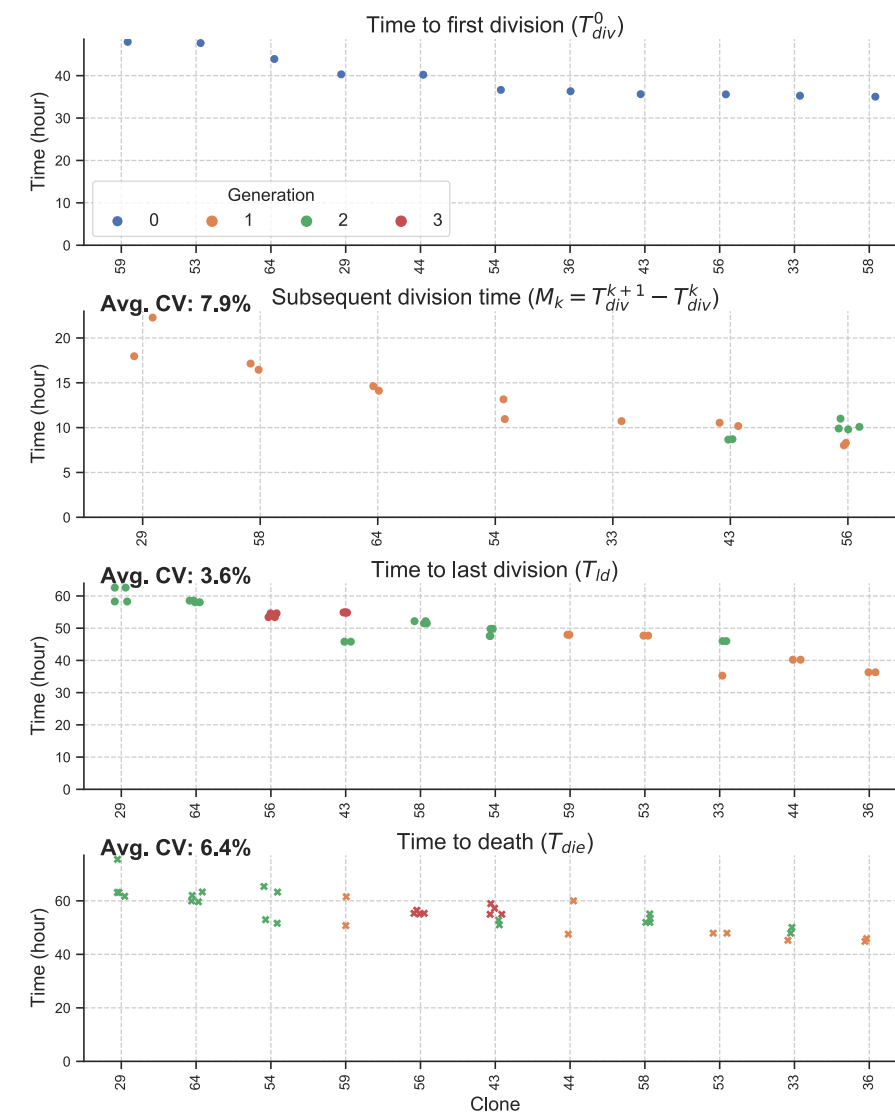 Time to first division (T⁰div)
Time (hour)
40
30
20
10
0
Generation
0 1 2 3
59 53 64 29 44 54 36 43 56 33 58
Avg. CV: 7.9%
Subsequent division time (Mk = Tᵏ⁺¹div − Tᵏdiv)
Time (hour)
20
15
10
5
0
29 58 64 54 33 43 56
Avg. CV: 3.6%
Time to last division (Tld)
Time (hour)
60
50
40
30
20
10
0
29 64 56 43 58 54 59 53 33 44 36
Avg. CV: 6.4%
Time to death (Tdie)
Time (hour)
60
40
20
0
29 64 54 59 56 43 44 58 53 33 36
Clone